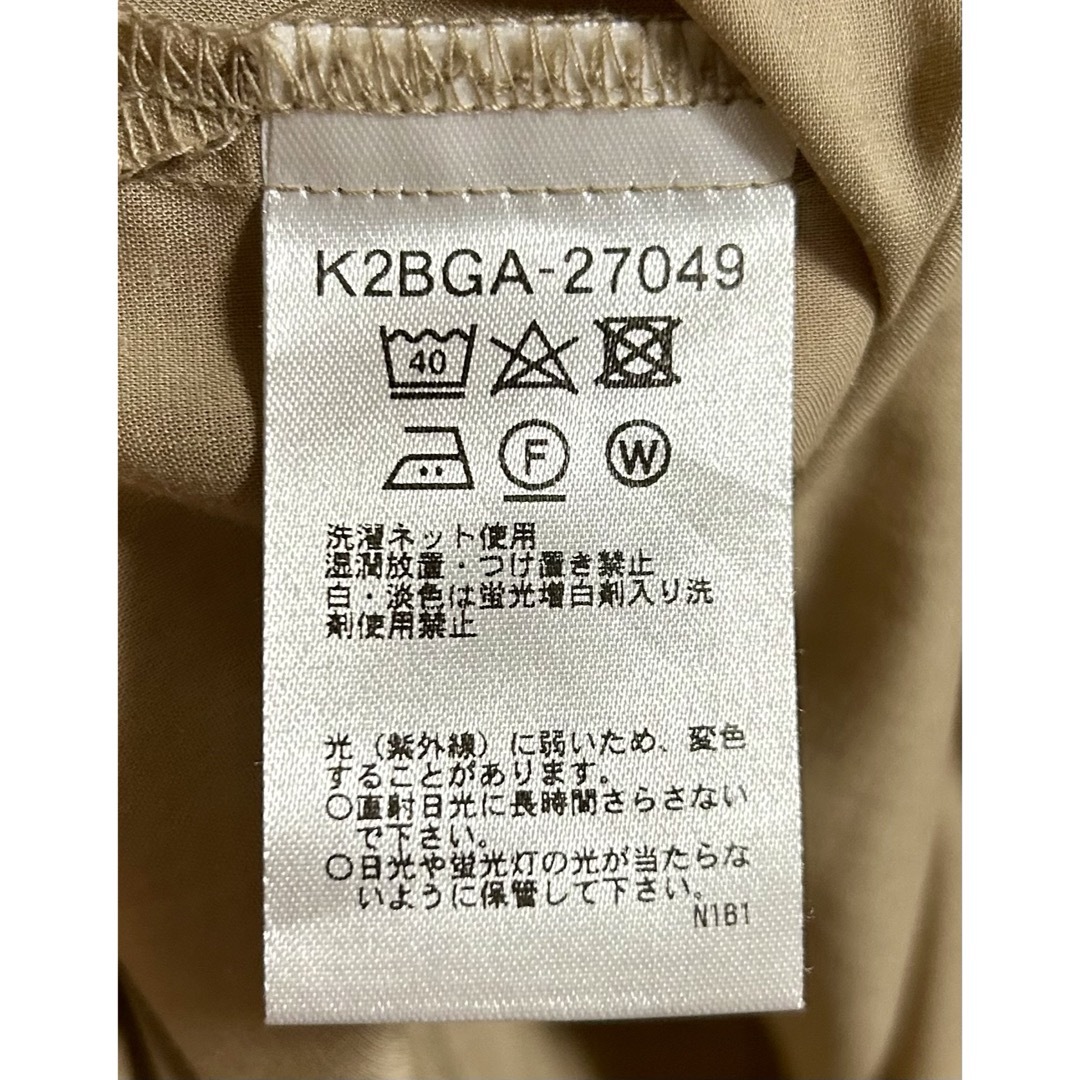 K2BGA-27049
40
F W
洗濯ネット使用
湿潤放置・つけ置き禁止
白・淡色は蛍光増白剤入り洗
剤使用禁止
光（紫外線）に弱いため、変色
することがあります。
○直射日光に長時間さらさない
で下さい。
○日光や蛍光灯の光が当たらな
いように保管して下さい。
N1B1